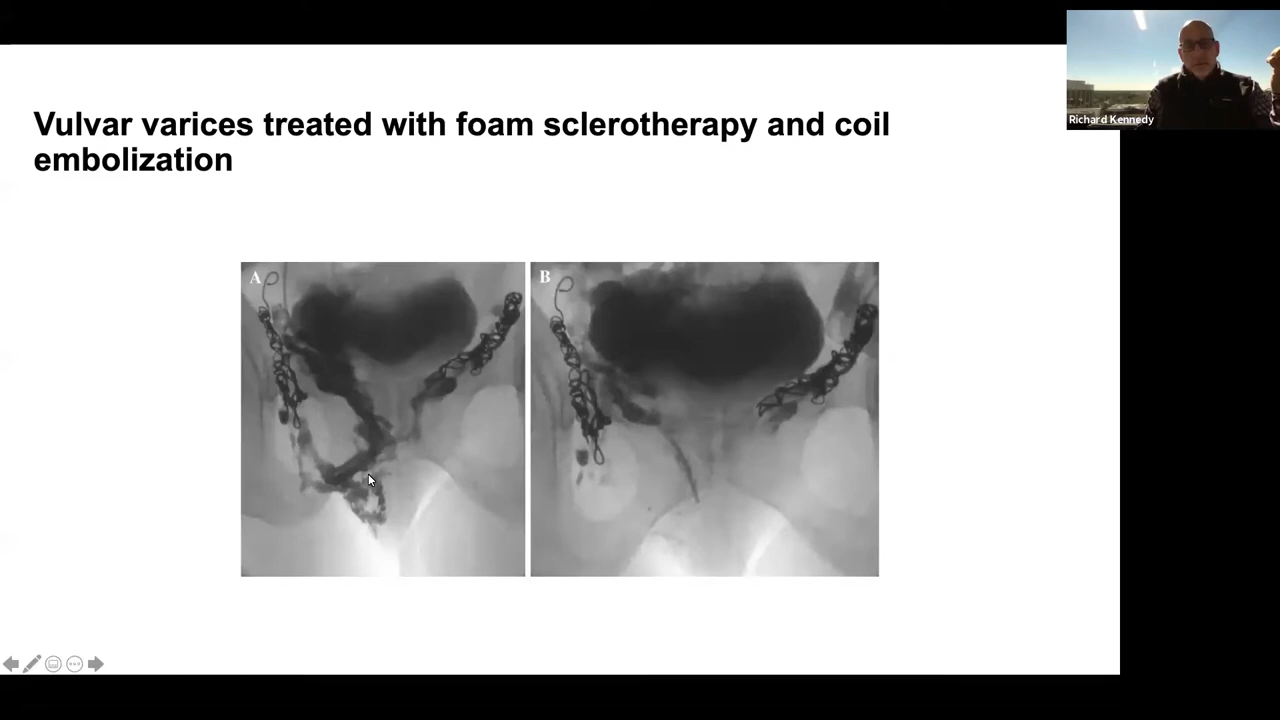 Vulvar varices treated with foam sclerotherapy and coil
embolization
A
B
Richard Kennedy